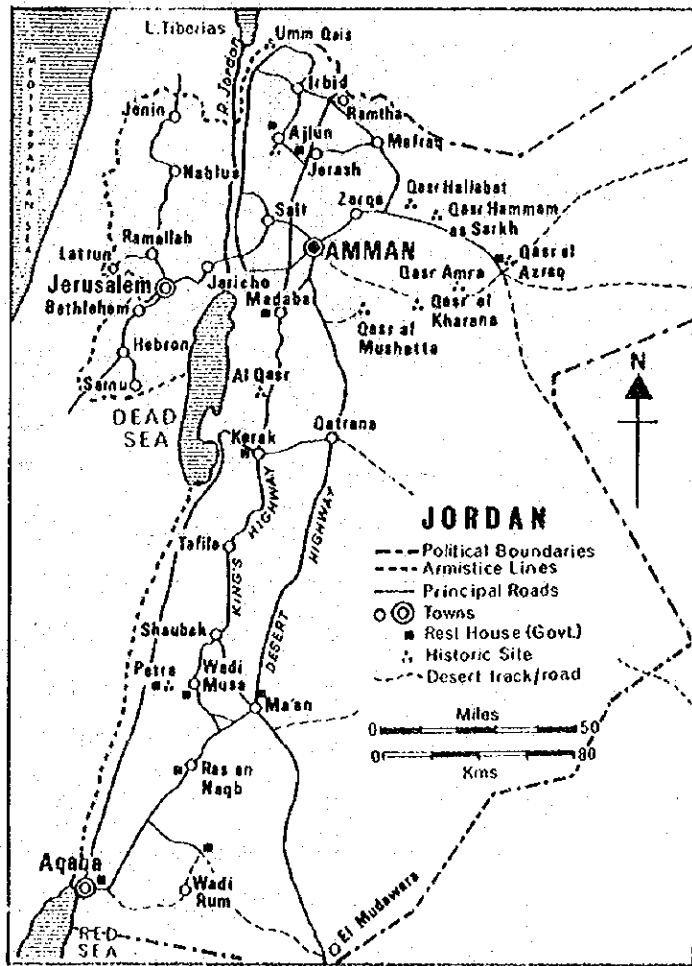 L. Tiberias
Umm Qais
MEDITERRANEAN SEA
R. Jordan
Irbid
Ramtha
Jenin
Ajlun
Mafraq
Jerash
Nablus
Qasr Hallabat
Zarqa
Qasr Hammam
as Sarkh
Salt
Ramallah
AMMAN
Latrun
Qasr al
Azraq
Jerusalem
Jericho
Qasr Amra
Bethlehem
Madaba
Qasr al
Kharana
Qasr al
Mushatta
Hebron
N
Samu
Al Qasr
DEAD
SEA
Qatrana
Kerak
KING'S HIGHWAY
DESERT HIGHWAY
JORDAN
Political Boundaries
Armistice Lines
Principal Roads
Towns
Rest House (Govt.)
Historic Site
Desert track/road
Miles
0 50
0 80
Kms
Tafila
Shaubak
Petra
Wadi
Musa
Ma'an
Ras an
Naqb
Aqaba
Wadi
Rum
El Mudawara
RED
SEA